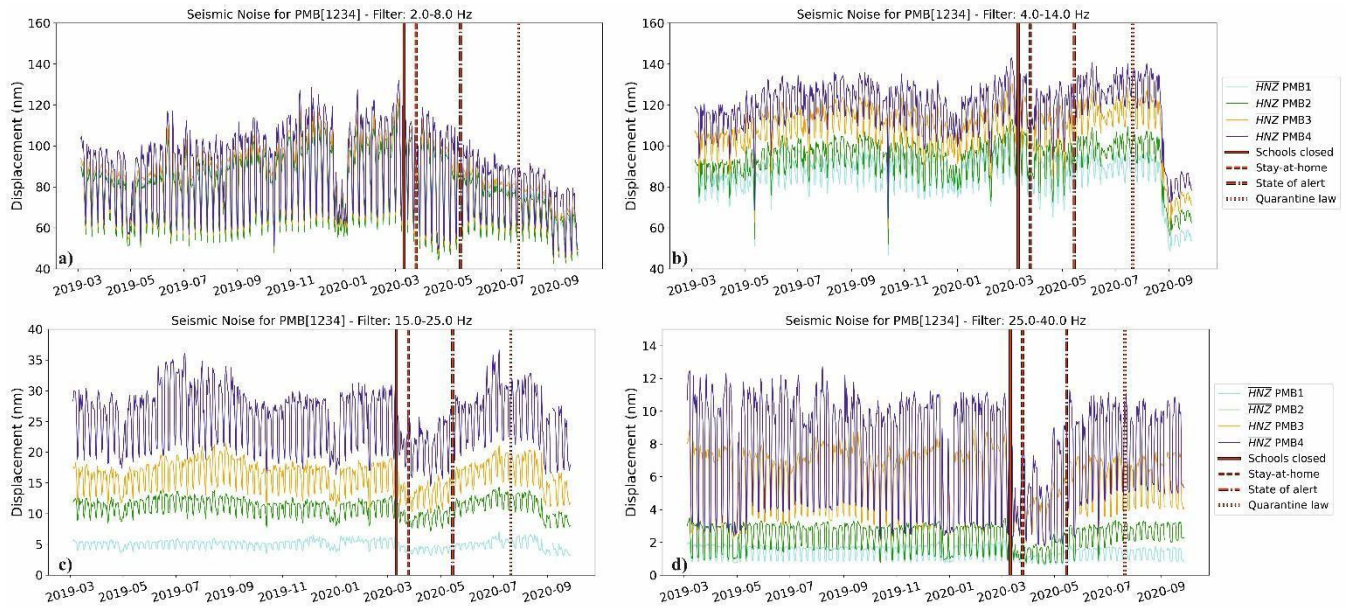 Seismic Noise for PMB[1234] - Filter: 2.0-8.0 Hz
160
140
120
100
80
60
40
Displacement (nm)
a)
2019-03
2019-05
2019-07
2019-09
2019-11
2020-01
2020-03
2020-05
2020-07
2020-09
Seismic Noise for PMB[1234] - Filter: 4.0-14.0 Hz
160
140
120
100
80
60
40
Displacement (nm)
b)
2019-03
2019-05
2019-07
2019-09
2019-11
2020-01
2020-03
2020-05
2020-07
2020-09
HNZ PMB1
HNZ PMB2
HNZ PMB3
HNZ PMB4
Schools closed
Stay-at-home
State of alert
Quarantine law
Seismic Noise for PMB[1234] - Filter: 15.0-25.0 Hz
40
35
30
25
20
15
10
5
0
Displacement (nm)
c)
2019-03
2019-05
2019-07
2019-09
2019-11
2020-01
2020-03
2020-05
2020-07
2020-09
Seismic Noise for PMB[1234] - Filter: 25.0-40.0 Hz
14
12
10
8
6
4
2
0
Displacement (nm)
d)
2019-03
2019-05
2019-07
2019-09
2019-11
2020-01
2020-03
2020-05
2020-07
2020-09
HNZ PMB1
HNZ PMB2
HNZ PMB3
HNZ PMB4
Schools closed
Stay-at-home
State of alert
Quarantine law